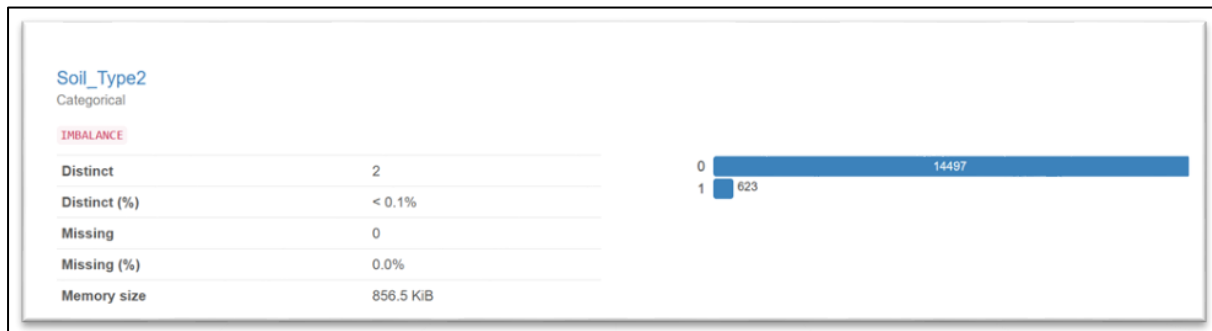 Soil_Type2
Categorical
IMBALANCE
Distinct 2
Distinct (%) < 0.1%
Missing 0
Missing (%) 0.0%
Memory size 856.5 KiB
0 14497
1 623